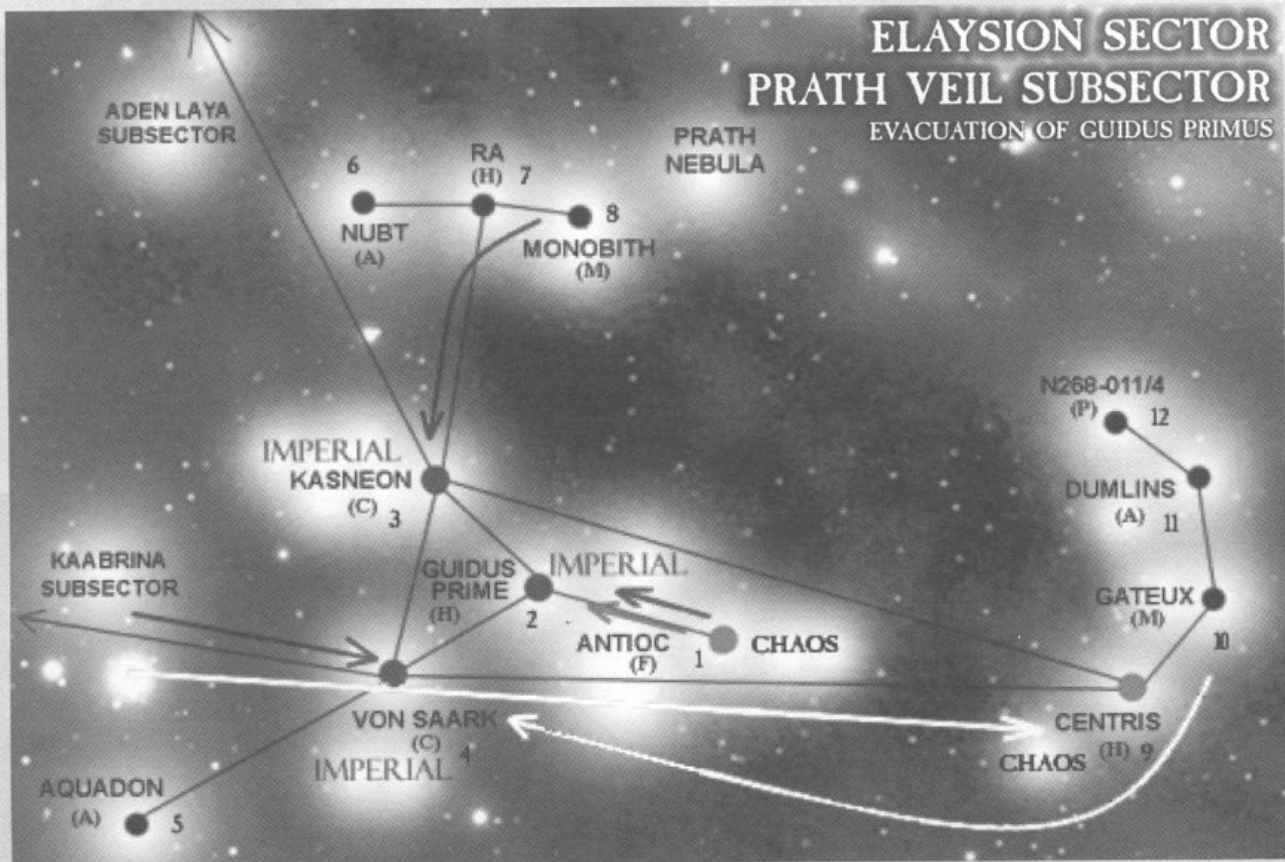 ELAYSION SECTOR
PRATH VEIL SUBSECTOR
EVACUATION OF GUIDUS PRIMUS
ADEN LAYA
SUBSECTOR
PRATH
NEBULA
6
NUBT
(A)
RA
(H) 7
8
MONOBITH
(M)
N268-011/4
(P) 12
DUMLINS
(A) 11
GATEUX
(M)
10
IMPERIAL
KASNEON
(C) 3
KAABRINA
SUBSECTOR
GUIDUS
PRIME
(H)
2
IMPERIAL
ANTIOC
(F) 1
CHAOS
CENTRIS
(H) 9
CHAOS
VON SAARK
(C) 4
IMPERIAL
AQUADON
(A) 5